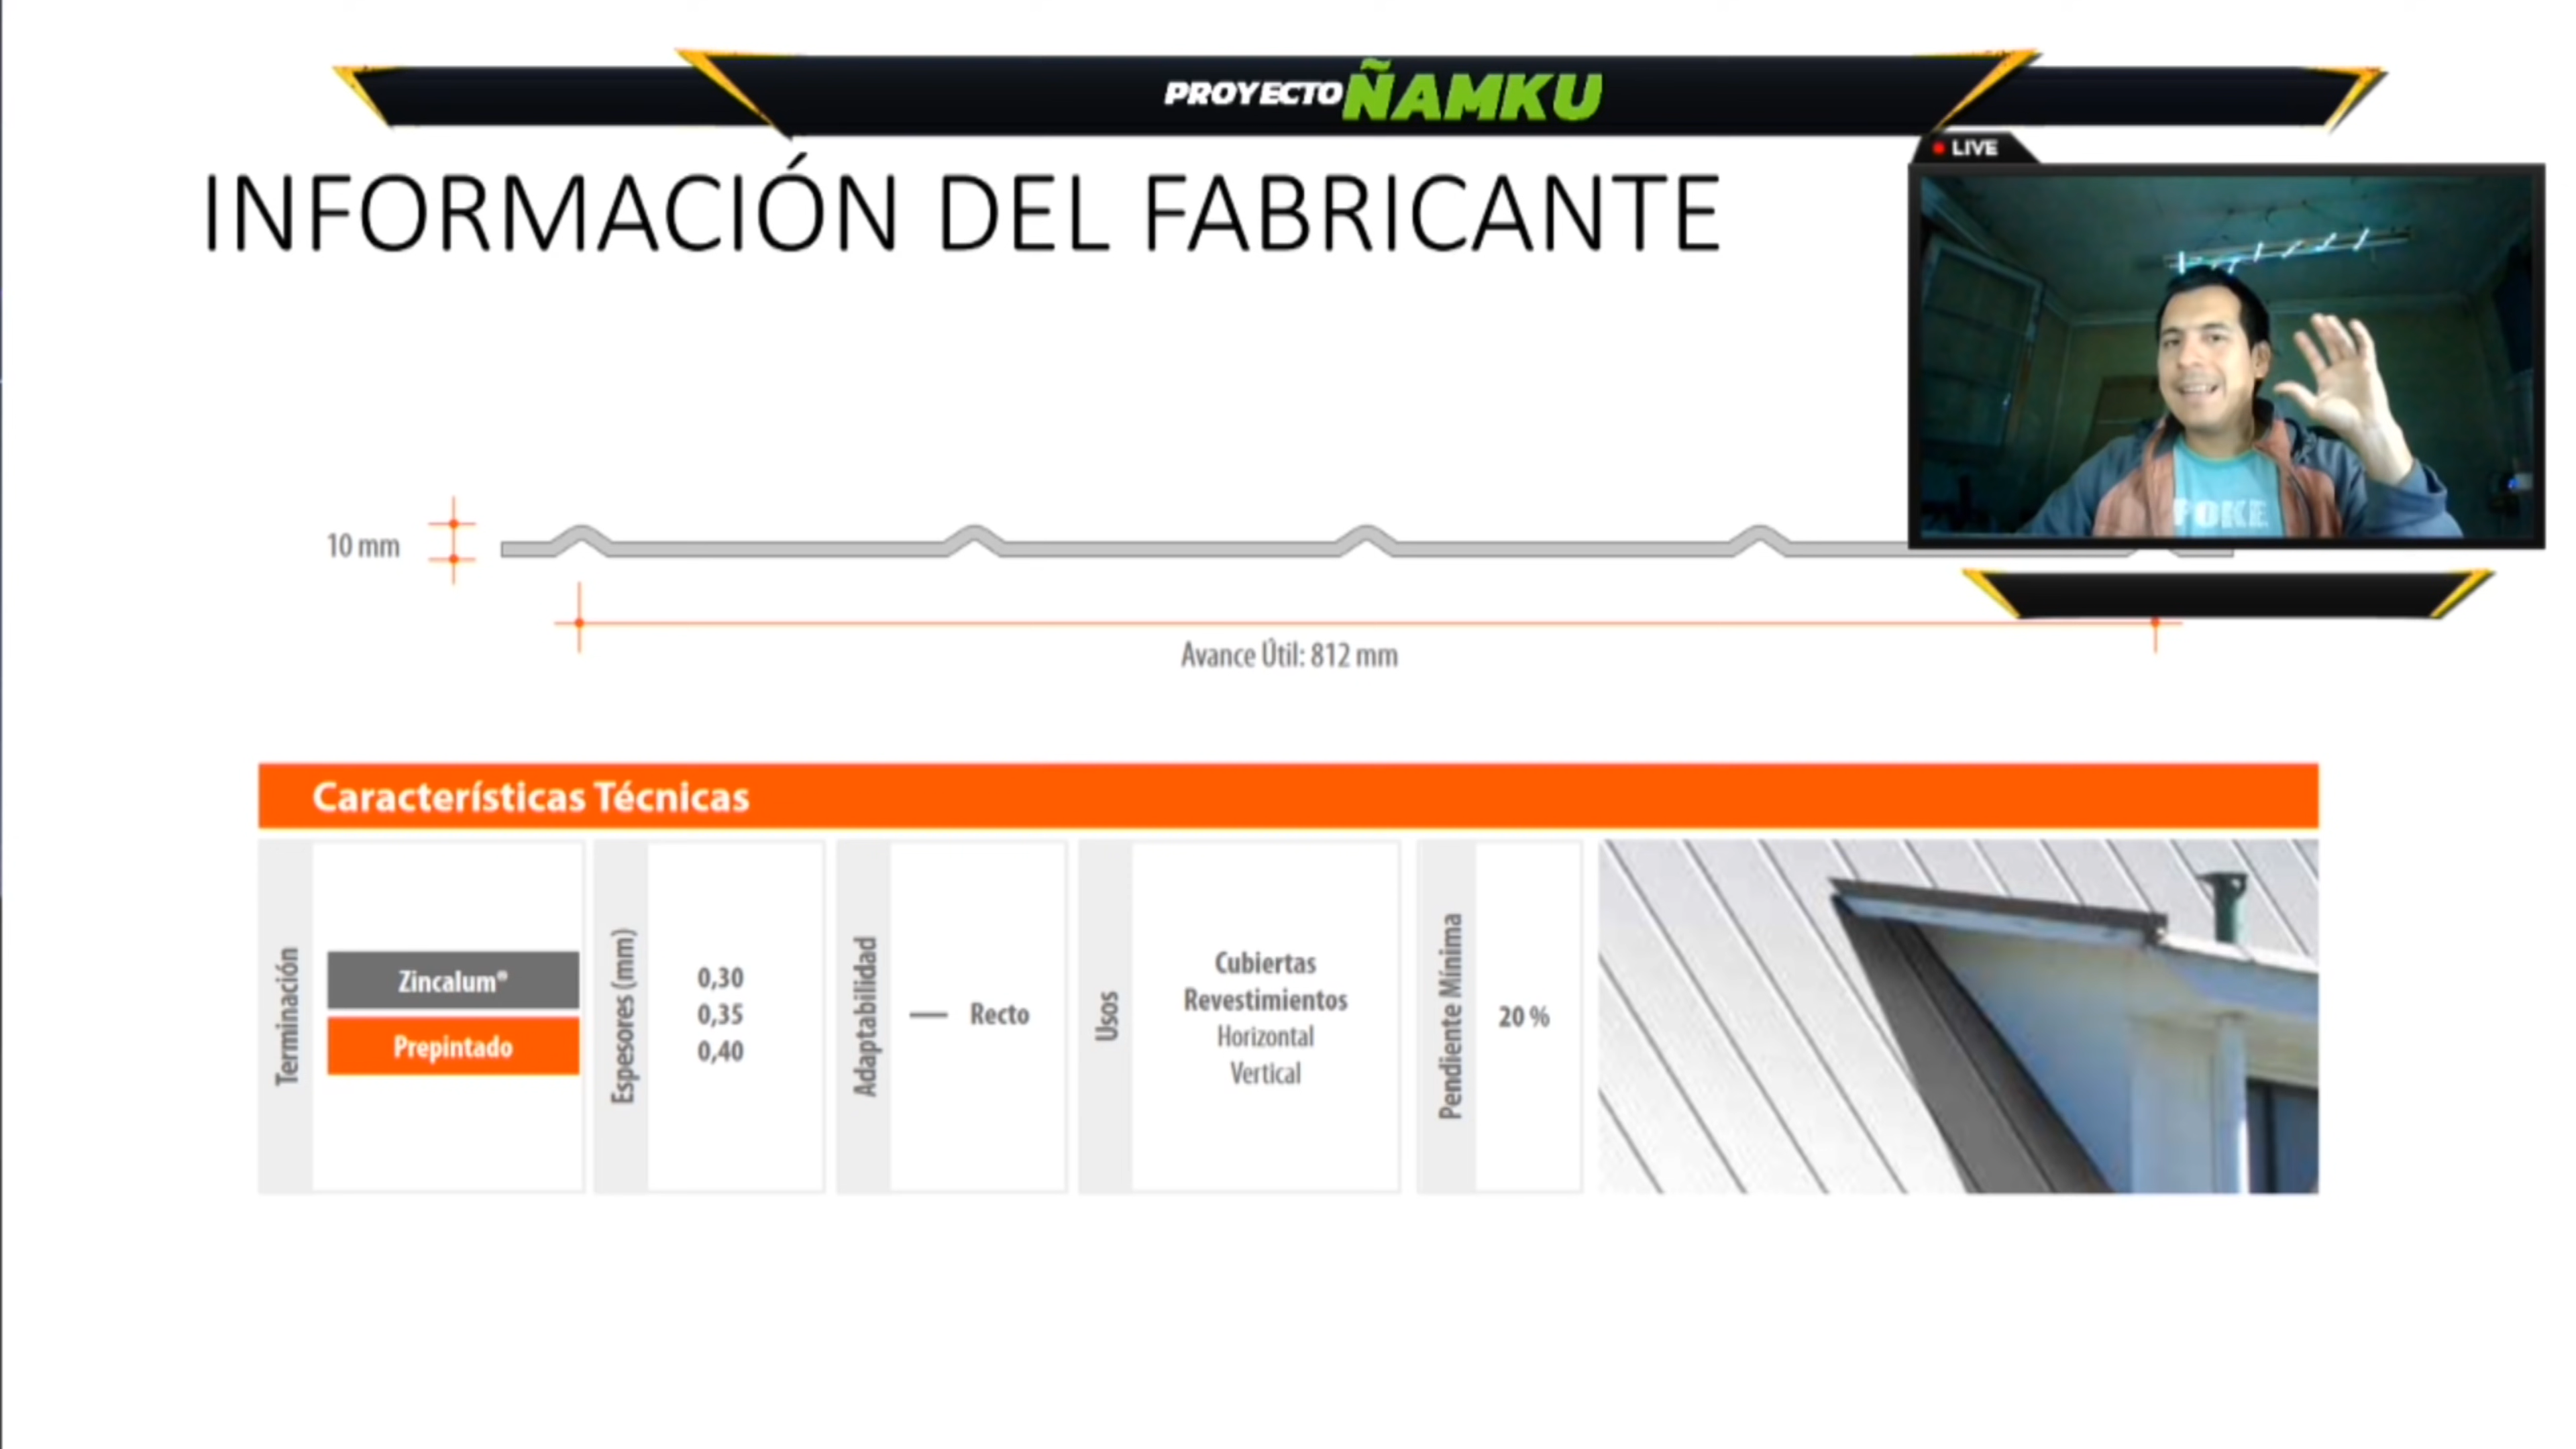 PROYECTO ÑAMKU
LIVE
INFORMACIÓN DEL FABRICANTE
POKE
10 mm
Avance Útil: 812 mm
Características Técnicas
Terminación
Zincalum®
Prepintado
Espesores (mm)
0,30
0,35
0,40
Adaptabilidad
Recto
Usos
Cubiertas
Revestimientos
Horizontal
Vertical
Pendiente Mínima
20 %